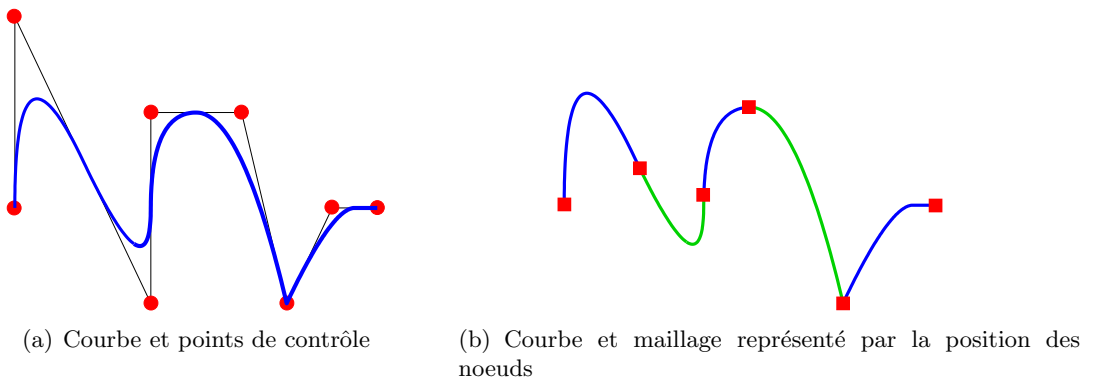 (a) Courbe et points de contrôle
(b) Courbe et maillage représenté par la position des
noeuds